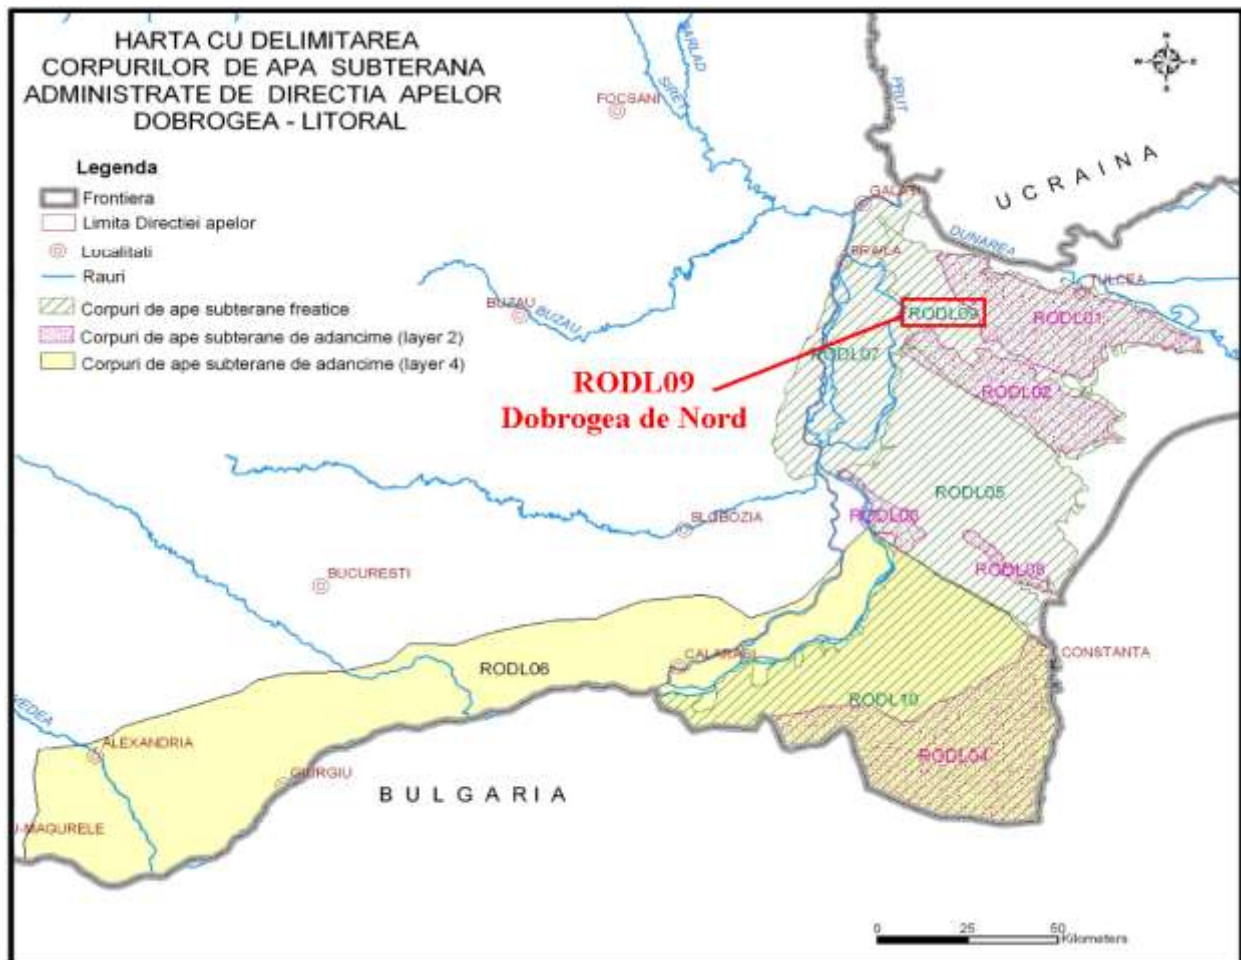 HARTA CU DELIMITAREA
CORPURILOR DE APA SUBTERANA
ADMINISTRATE DE DIRECTIA APELOR
DOBROGEA - LITORAL
Legenda
Frontiera
Limita Directiei apelor
Localitati
Rauri
Corpuri de ape subterane freatice
Corpuri de ape subterane de adancime (layer 2)
Corpuri de ape subterane de adancime (layer 4)
FOCSANI
SIRET
PRUT
N
W E
S
UCRAINA
GALATI
DUNAREA
BRAILA
TULCEA
BUZAU
BUZAU
RODL09
RODL01
RODL07
RODL02
RODL09
Dobrogea de Nord
RODL05
SLOBOZIA
RODL08
BUCURESTI
CALARASI
CONSTANTA
RODL06
RODL10
VEDEA
ALEXANDRIA
RODL04
GIURGIU
BULGARIA
U-MAGURELE
0 25 50
Kilometers